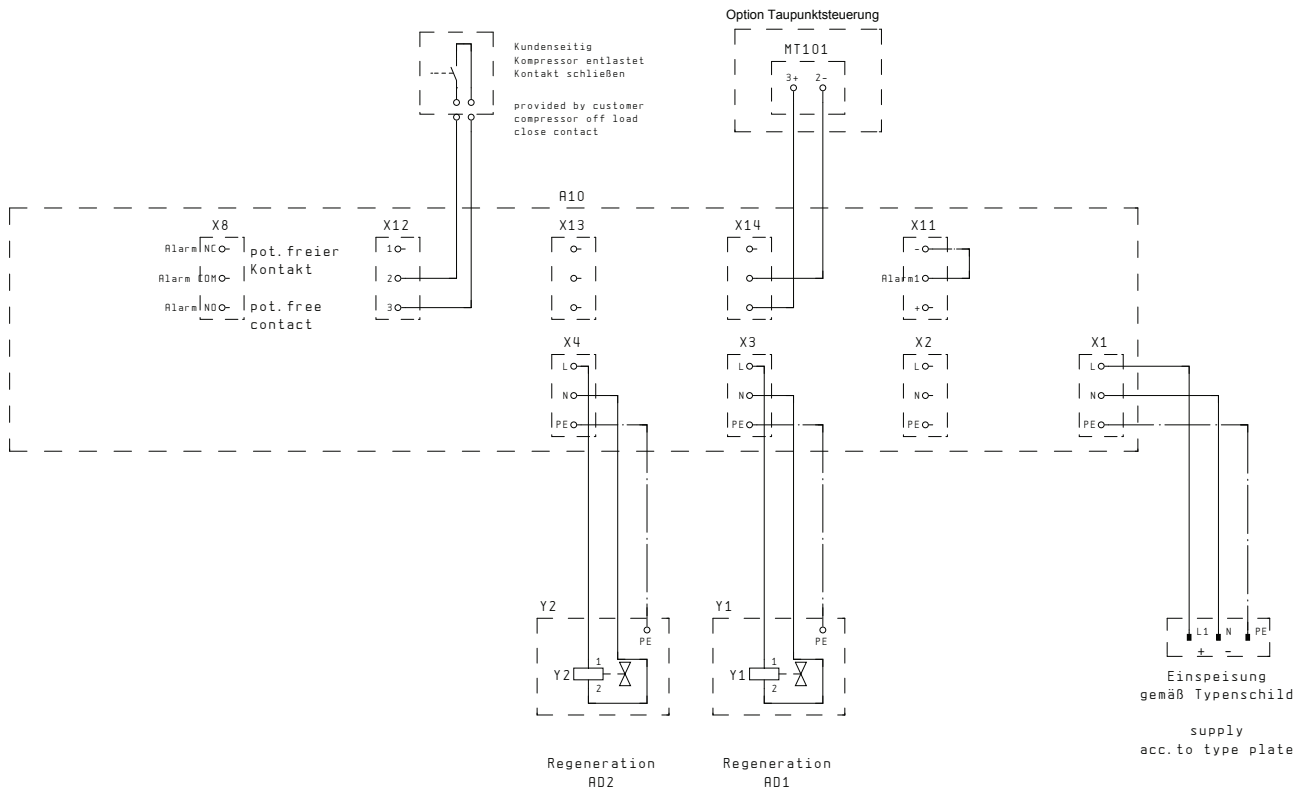 Option Taupunktsteuerung
MT101
3+ 2-
Kundenseitig
Kompressor entlastet
Kontakt schließen
provided by customer
compressor off load
close contact
A10
X8
Alarm NC
Alarm COM
Alarm NO
pot.freier
Kontakt
pot.free
contact
X12
1
2
3
X13
X14
X11
-
Alarm1
+
X4
L
N
PE
X3
L
N
PE
X2
L
N
PE
X1
L
N
PE
Y2
PE
Y2
1
2
Y1
PE
Y1
1
2
L1 N PE
+ -
Einspeisung
gemäß Typenschild
supply
acc.to type plate
Regeneration
AD2
Regeneration
AD1